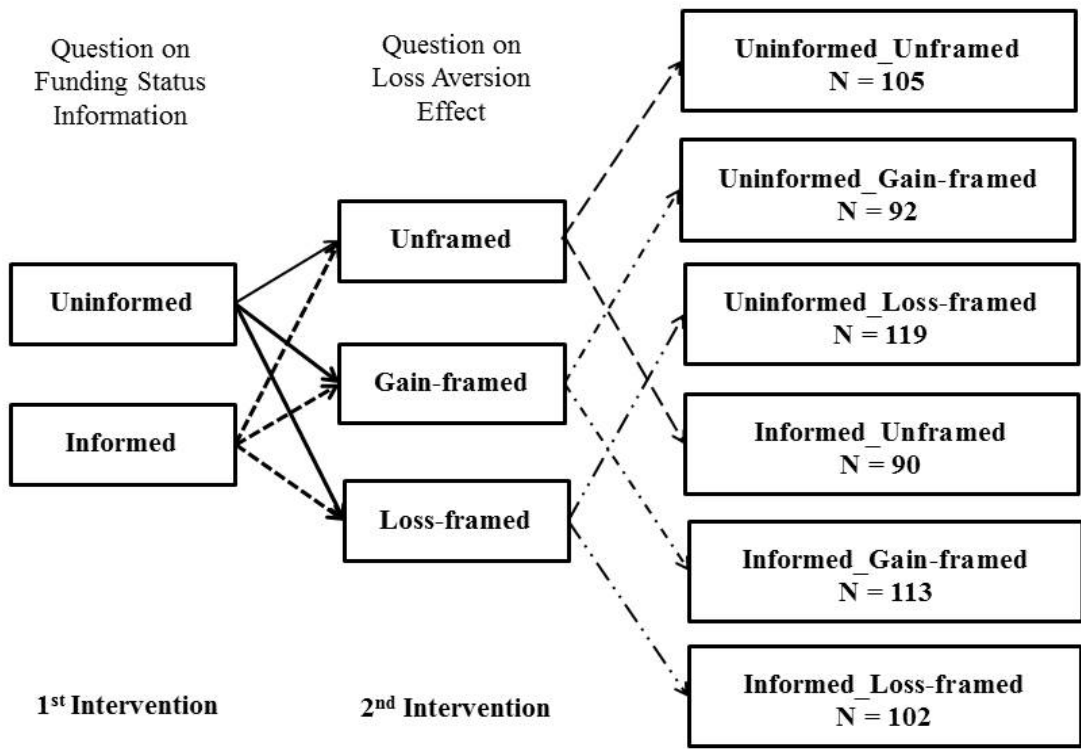 Question on
Funding Status
Information
Question on
Loss Aversion
Effect
Uninformed
Informed
Unframed
Gain-framed
Loss-framed
Uninformed_Unframed
N = 105
Uninformed_Gain-framed
N = 92
Uninformed_Loss-framed
N = 119
Informed_Unframed
N = 90
Informed_Gain-framed
N = 113
Informed_Loss-framed
N = 102
1st Intervention
2nd Intervention